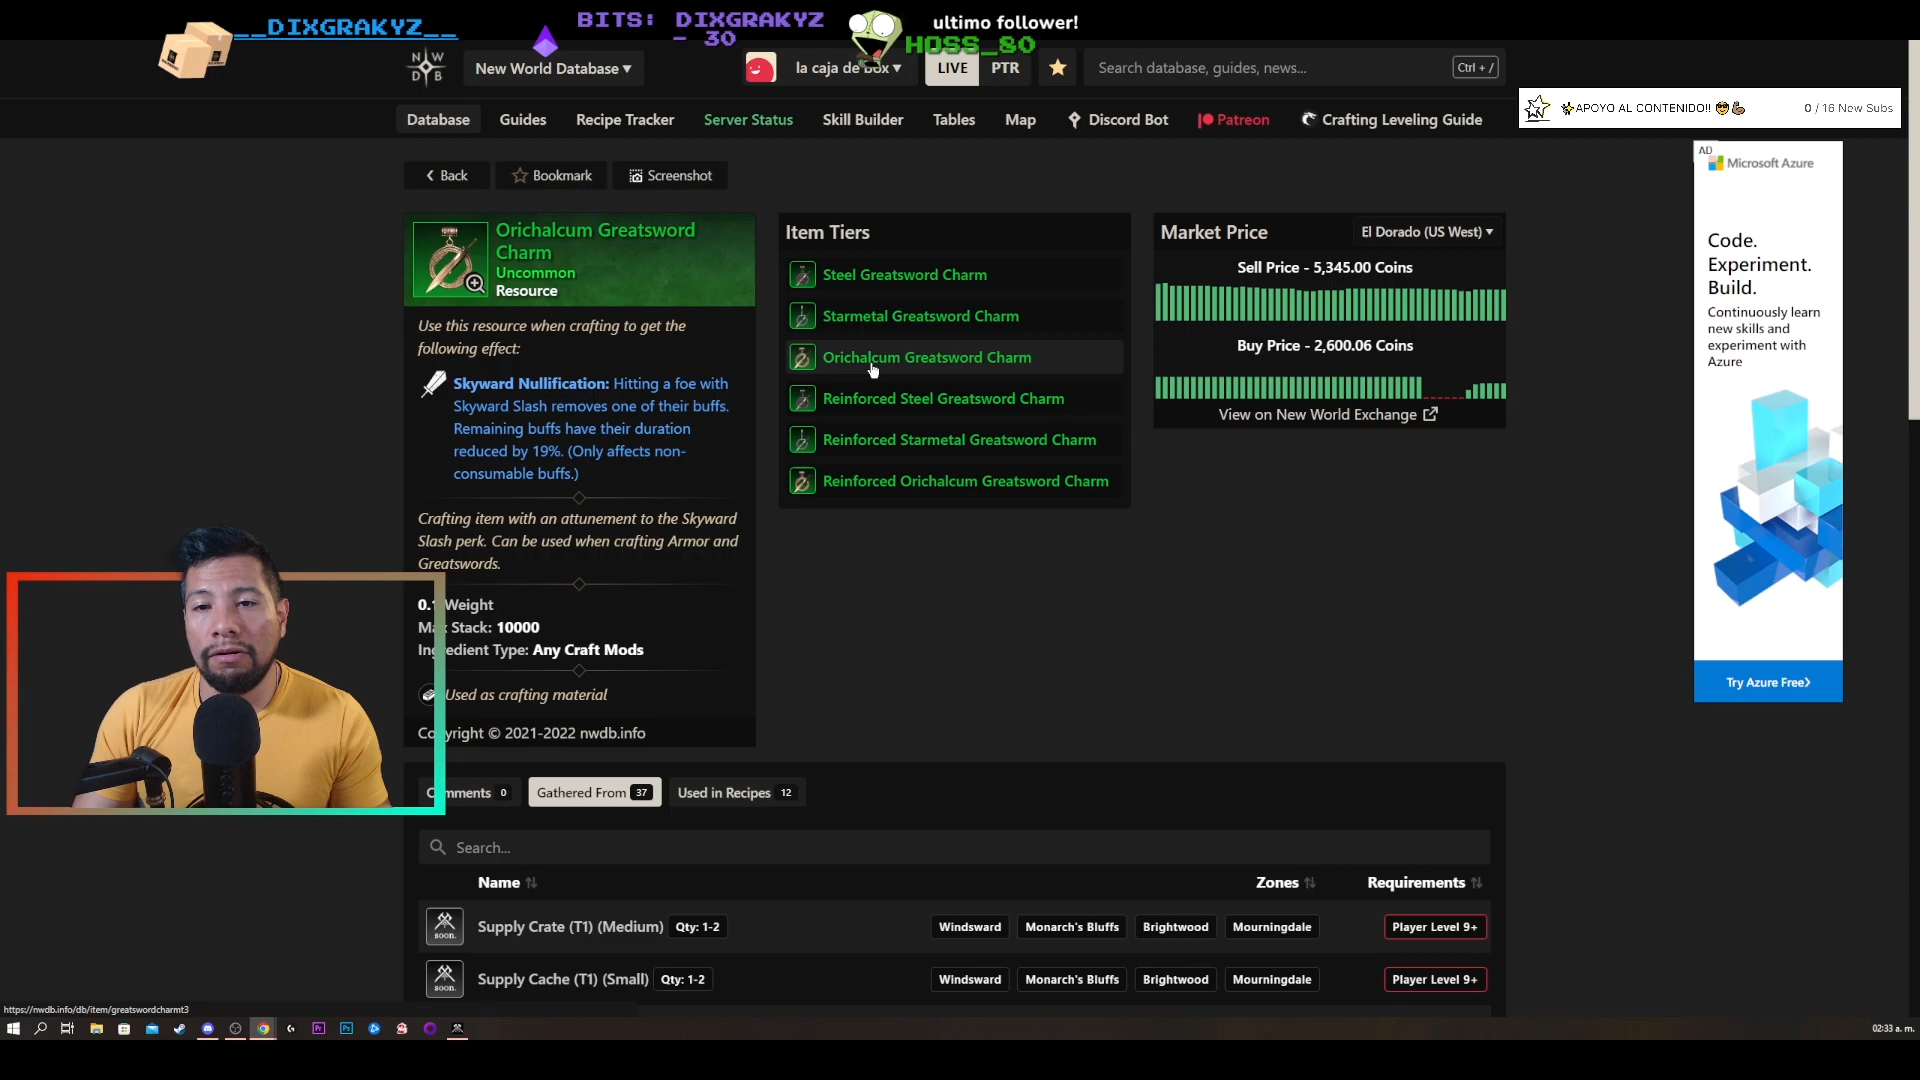 __DIXGRAKYZ__
BITS: DIXGRAKYZ
- 30
ultimo follower!
HOSS_80
N W
D B
New World Database
la caja de box
LIVE
PTR
Search database, guides, news...
Ctrl + /
Database
Guides
Recipe Tracker
Server Status
Skill Builder
Tables
Map
Discord Bot
Patreon
Crafting Leveling Guide
APOYO AL CONTENIDO!!
0 / 16 New Subs
Back
Bookmark
Screenshot
Orichalcum Greatsword
Charm
Uncommon
Resource
Use this resource when crafting to get the
following effect:
Skyward Nullification: Hitting a foe with
Skyward Slash removes one of their buffs.
Remaining buffs have their duration
reduced by 19%. (Only affects non-
consumable buffs.)
Crafting item with an attunement to the Skyward
Slash perk. Can be used when crafting Armor and
Greatswords.
Weight
Stack: 10000
Type: Any Craft Mods
Used as crafting material
© 2021-2022 nwdb.info
Item Tiers
Steel Greatsword Charm
Starmetal Greatsword Charm
Orichalcum Greatsword Charm
Reinforced Steel Greatsword Charm
Reinforced Starmetal Greatsword Charm
Reinforced Orichalcum Greatsword Charm
Market Price
El Dorado (US West)
Sell Price - 5,345.00 Coins
Buy Price - 2,600.06 Coins
View on New World Exchange
AD
Microsoft Azure
Code.
Experiment.
Build.
Continuously learn
new skills and
experiment with
Azure
Try Azure Free>
Comments 0
Gathered From 37
Used in Recipes 12
Search...
Name
Zones
Requirements
soon.
Supply Crate (T1) (Medium)
Qty: 1-2
Windsward
Monarch's Bluffs
Brightwood
Mourningdale
Player Level 9+
soon.
Supply Cache (T1) (Small)
Qty: 1-2
Windsward
Monarch's Bluffs
Brightwood
Mourningdale
Player Level 9+
https://nwdb.info/db/item/greatswordcharmt3
02:33 a. m.